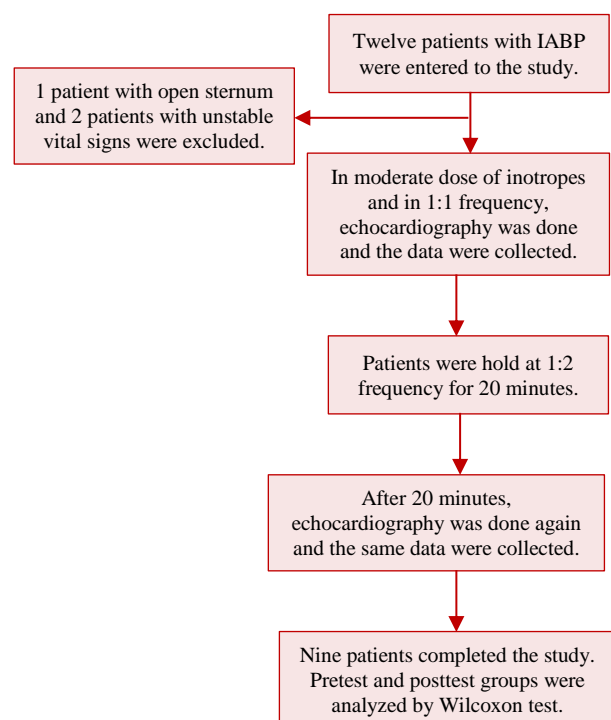 Twelve patients with IABP
were entered to the study.
1 patient with open sternum
and 2 patients with unstable
vital signs were excluded.
In moderate dose of inotropes
and in 1:1 frequency,
echocardiography was done
and the data were collected.
Patients were hold at 1:2
frequency for 20 minutes.
After 20 minutes,
echocardiography was done again
and the same data were collected.
Nine patients completed the study.
Pretest and posttest groups were
analyzed by Wilcoxon test.